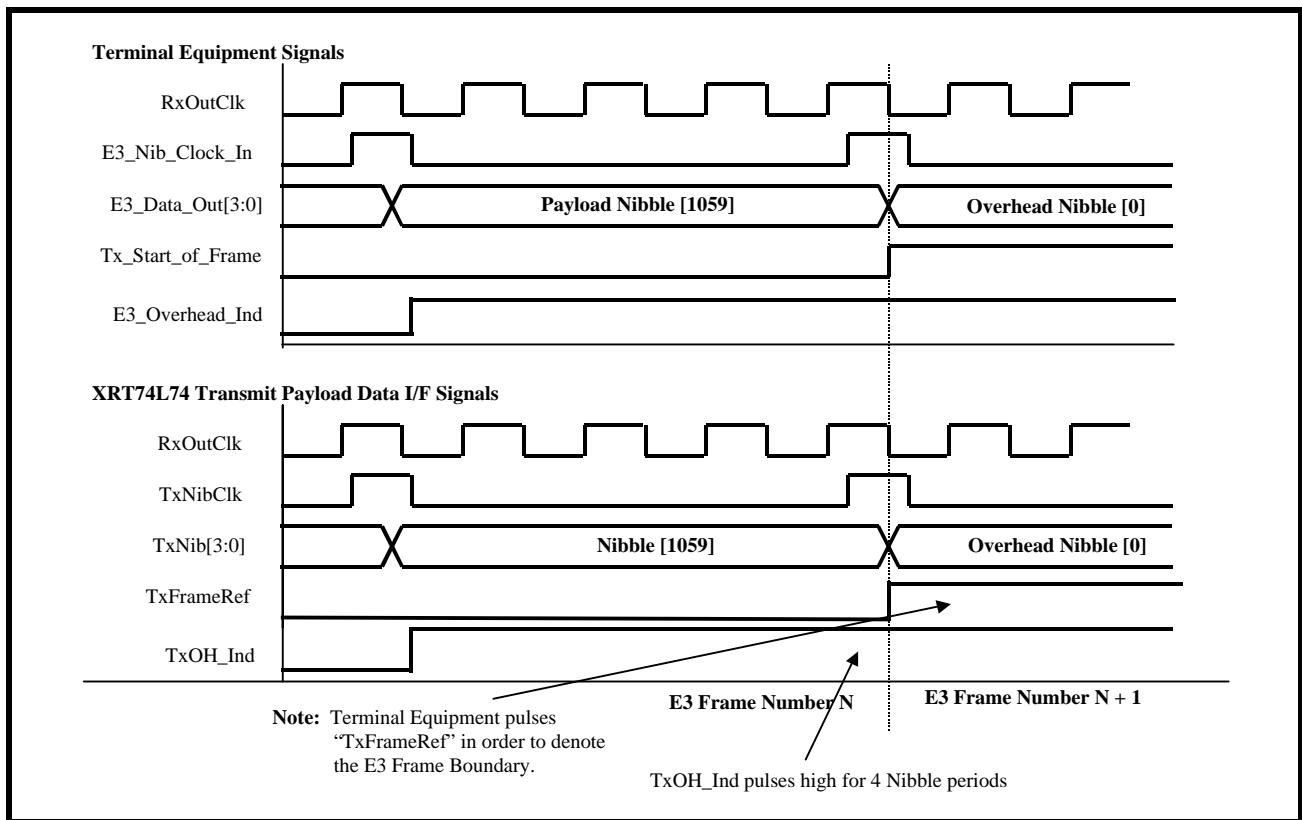 Terminal Equipment Signals
RxOutClk
E3_Nib_Clock_In
E3_Data_Out[3:0]
Payload Nibble [1059]
Overhead Nibble [0]
Tx_Start_of_Frame
E3_Overhead_Ind
XRT74L74 Transmit Payload Data I/F Signals
RxOutClk
TxNibClk
TxNib[3:0]
Nibble [1059]
Overhead Nibble [0]
TxFrameRef
TxOH_Ind
E3 Frame Number N
E3 Frame Number N + 1
Note: Terminal Equipment pulses
“TxFrameRef” in order to denote
the E3 Frame Boundary.
TxOH_Ind pulses high for 4 Nibble periods